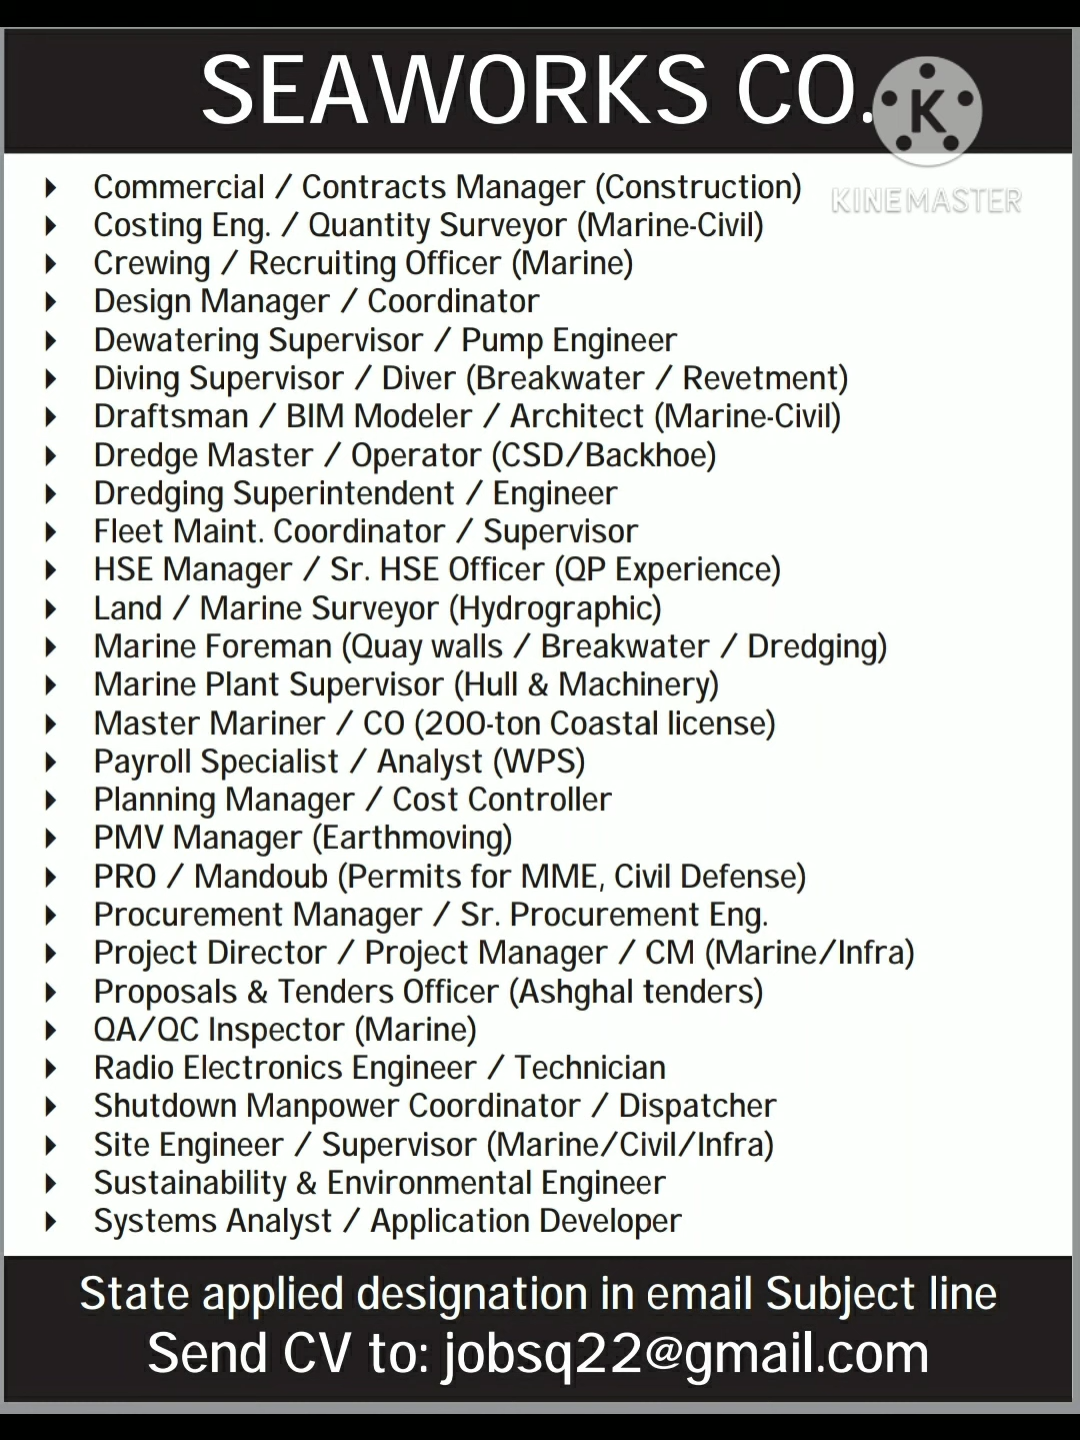 SEAWORKS CO.
K
KINEMASTER
Commercial / Contracts Manager (Construction)
Costing Eng. / Quantity Surveyor (Marine-Civil)
Crewing / Recruiting Officer (Marine)
Design Manager / Coordinator
Dewatering Supervisor / Pump Engineer
Diving Supervisor / Diver (Breakwater / Revetment)
Draftsman / BIM Modeler / Architect (Marine-Civil)
Dredge Master / Operator (CSD/Backhoe)
Dredging Superintendent / Engineer
Fleet Maint. Coordinator / Supervisor
HSE Manager / Sr. HSE Officer (QP Experience)
Land / Marine Surveyor (Hydrographic)
Marine Foreman (Quay walls / Breakwater / Dredging)
Marine Plant Supervisor (Hull & Machinery)
Master Mariner / CO (200-ton Coastal license)
Payroll Specialist / Analyst (WPS)
Planning Manager / Cost Controller
PMV Manager (Earthmoving)
PRO / Mandoub (Permits for MME, Civil Defense)
Procurement Manager / Sr. Procurement Eng.
Project Director / Project Manager / CM (Marine/Infra)
Proposals & Tenders Officer (Ashghal tenders)
QA/QC Inspector (Marine)
Radio Electronics Engineer / Technician
Shutdown Manpower Coordinator / Dispatcher
Site Engineer / Supervisor (Marine/Civil/Infra)
Sustainability & Environmental Engineer
Systems Analyst / Application Developer
State applied designation in email Subject line
Send CV to: jobsq22@gmail.com